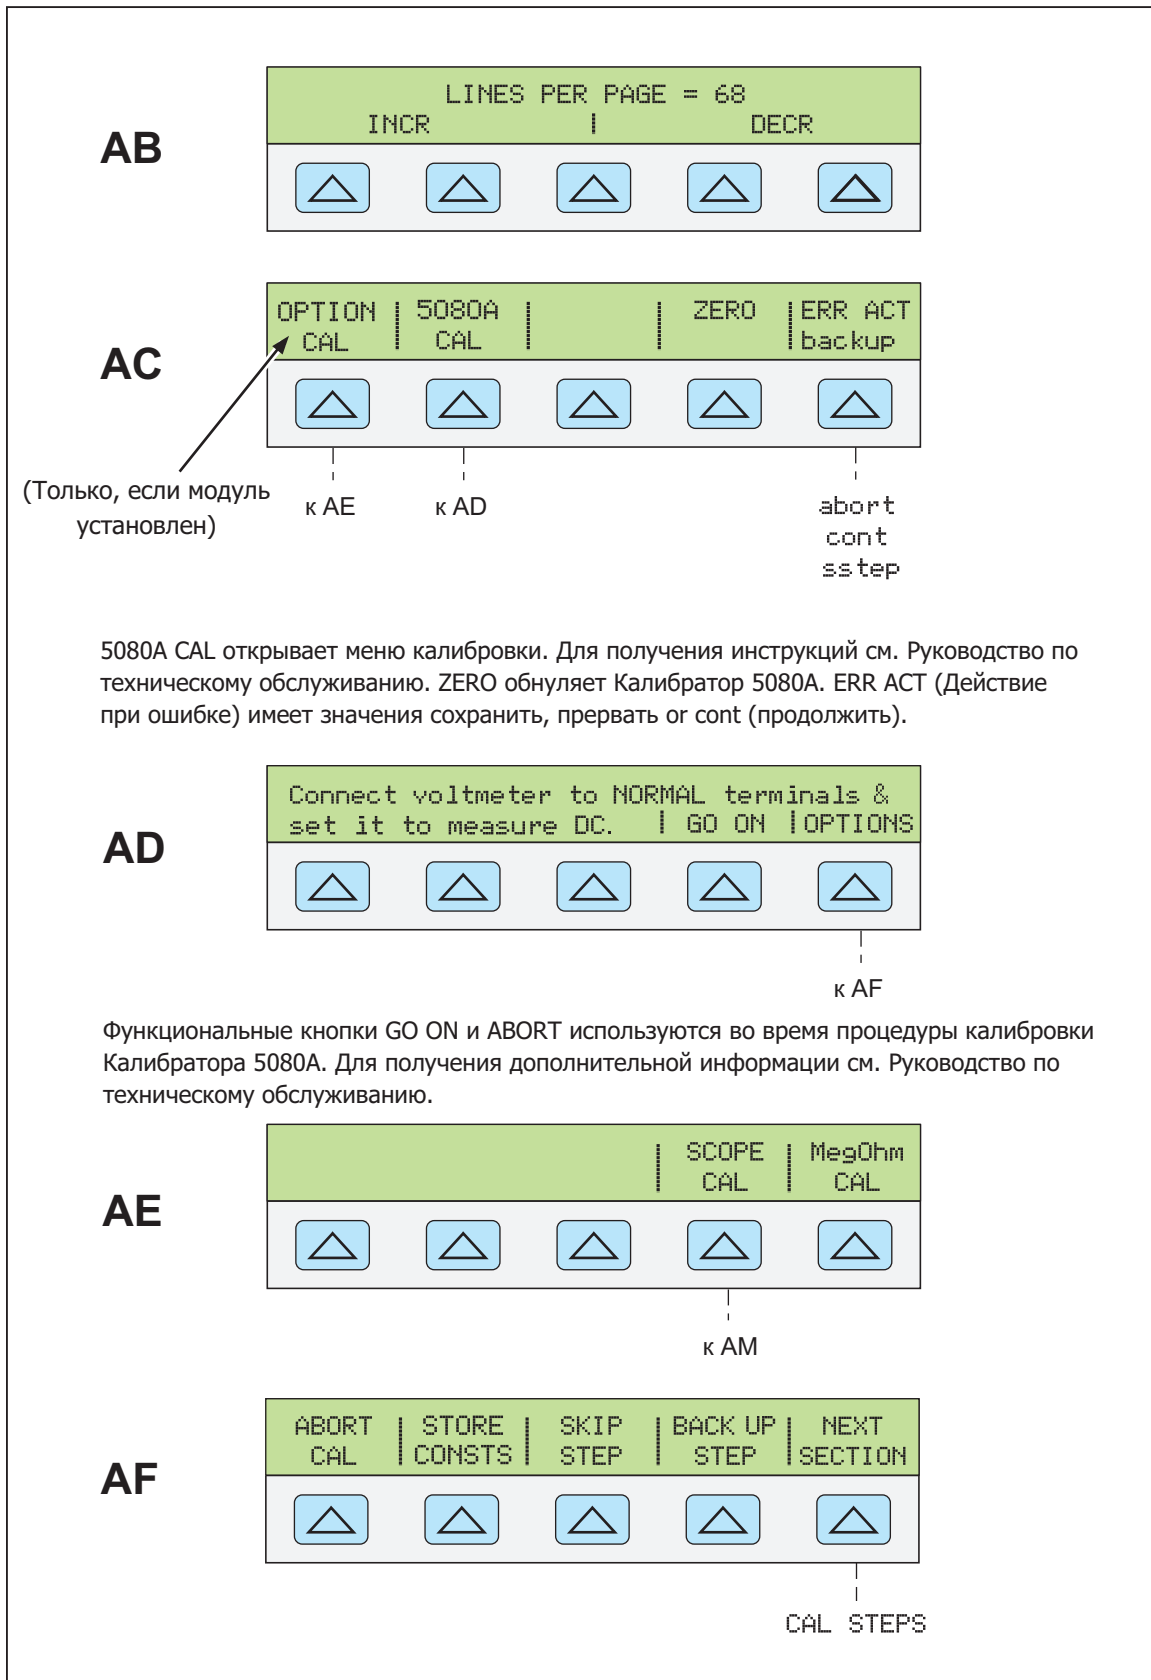 AB
LINES PER PAGE = 68
INCR | DECR
AC
OPTION | 5080A | | ZERO | ERR ACT
CAL | CAL | | | backup
(Только, если модуль
установлен)
к AE
к AD
abort
cont
sstep
5080A CAL открывает меню калибровки. Для получения инструкций см. Руководство по
техническому обслуживанию. ZERO обнуляет Калибратор 5080A. ERR ACT (Действие
при ошибке) имеет значения сохранить, прервать or cont (продолжить).
AD
Connect voltmeter to NORMAL terminals &
set it to measure DC. | GO ON | OPTIONS
к AF
Функциональные кнопки GO ON и ABORT используются во время процедуры калибровки
Калибратора 5080A. Для получения дополнительной информации см. Руководство по
техническому обслуживанию.
AE
| SCOPE | MegOhm
| CAL | CAL
к AM
AF
ABORT | STORE | SKIP | BACK UP | NEXT
CAL | CONSTS | STEP | STEP | SECTION
CAL STEPS